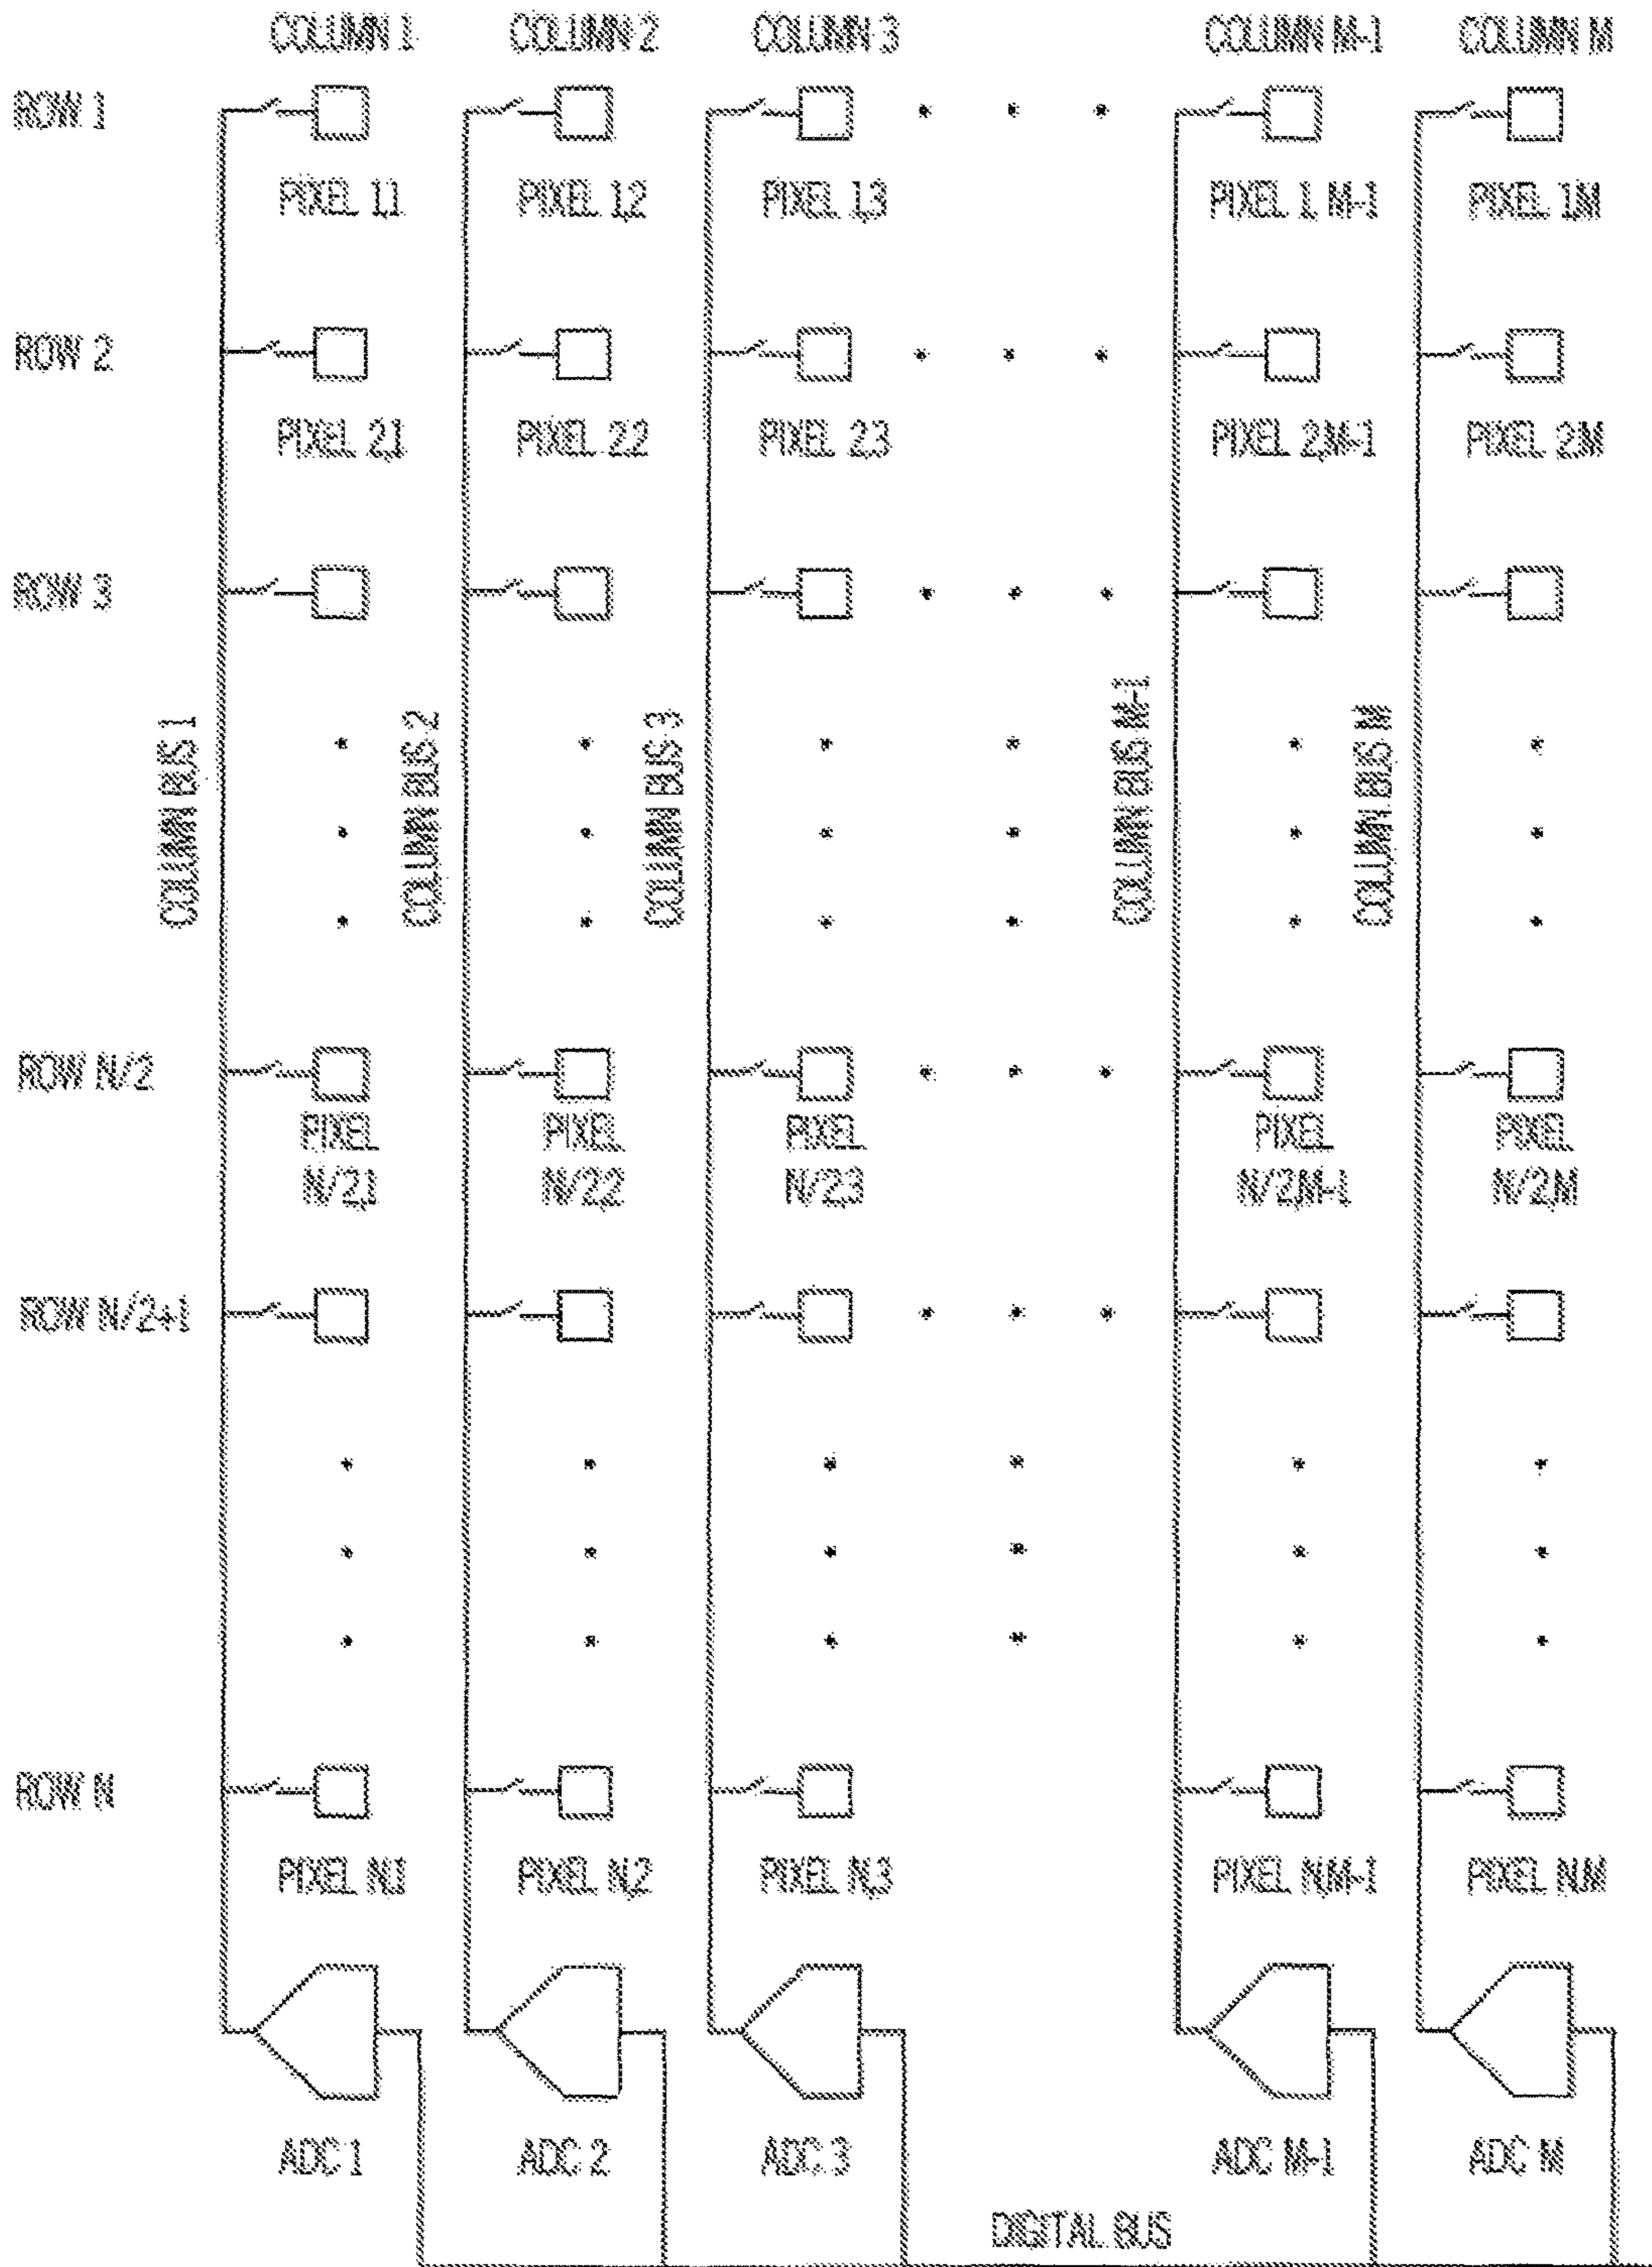 COLUMN 1 COLUMN 2 COLUMN 3 COLUMN M-1 COLUMN M
ROW 1
PIXEL 1,1 PIXEL 1,2 PIXEL 1,3 PIXEL 1, M-1 PIXEL 1,M
ROW 2
PIXEL 2,1 PIXEL 2,2 PIXEL 2,3 PIXEL 2,M-1 PIXEL 2,M
ROW 3
COLUMN BUS 1
COLUMN BUS 2
COLUMN BUS 3
COLUMN BUS M-1
COLUMN BUS M
ROW N/2
PIXEL PIXEL PIXEL PIXEL PIXEL
N/2,1 N/2,2 N/2,3 N/2,M-1 N/2,M
ROW N/2+1
ROW N
PIXEL N,1 PIXEL N,2 PIXEL N,3 PIXEL N,M-1 PIXEL N,M
ADC 1 ADC 2 ADC 3 ADC M-1 ADC M
DIGITAL BUS